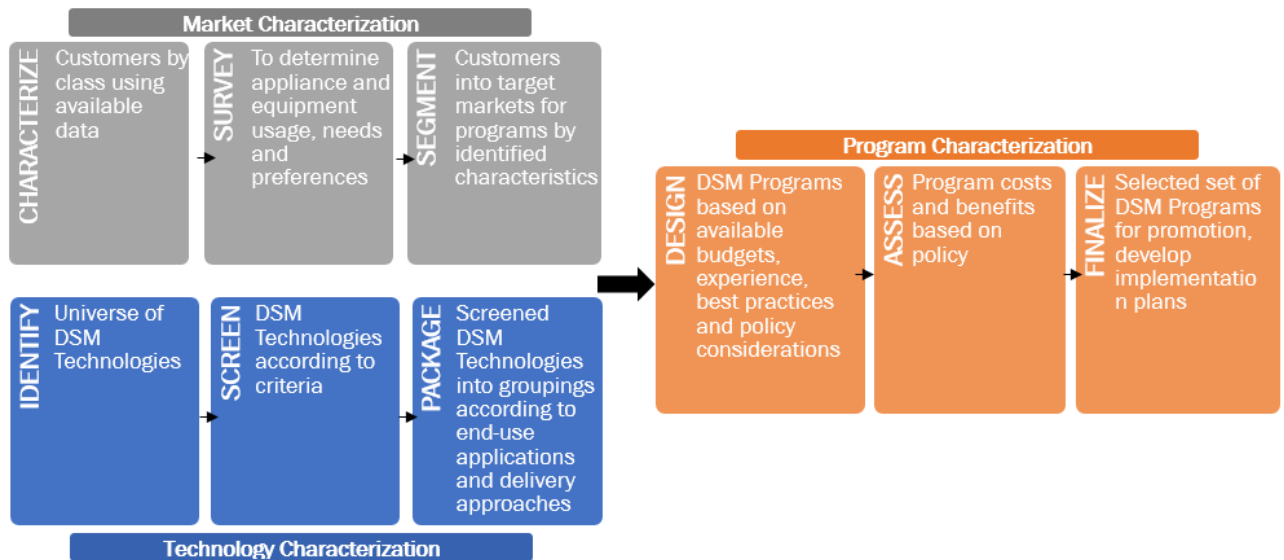 Market Characterization
CHARACTERIZE
Customers by
class using
available
data
SURVEY
To determine
appliance and
equipment
usage, needs
and
preferences
SEGMENT
Customers
into target
markets for
programs by
identified
characteristics
IDENTIFY
Universe of
DSM
Technologies
SCREEN
DSM
Technologies
according to
criteria
PACKAGE
Screened
DSM
Technologies
into groupings
according to
end-use
applications
and delivery
approaches
Technology Characterization
Program Characterization
DESIGN
DSM Programs
based on
available
budgets,
experience,
best practices
and policy
considerations
ASSESS
Program costs
and benefits
based on
policy
FINALIZE
Selected set of
DSM Programs
for promotion,
develop
implementatio
n plans